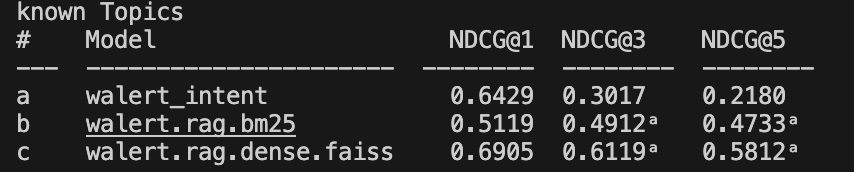 known Topics
#    Model                     NDCG@1    NDCG@3     NDCG@5
---  ----------------------  --------  --------   --------
a    walert_intent             0.6429    0.3017     0.2180
b    walert.rag.bm25           0.5119    0.4912ᵃ    0.4733ᵃ
c    walert.rag.dense.faiss    0.6905    0.6119ᵃ    0.5812ᵃ